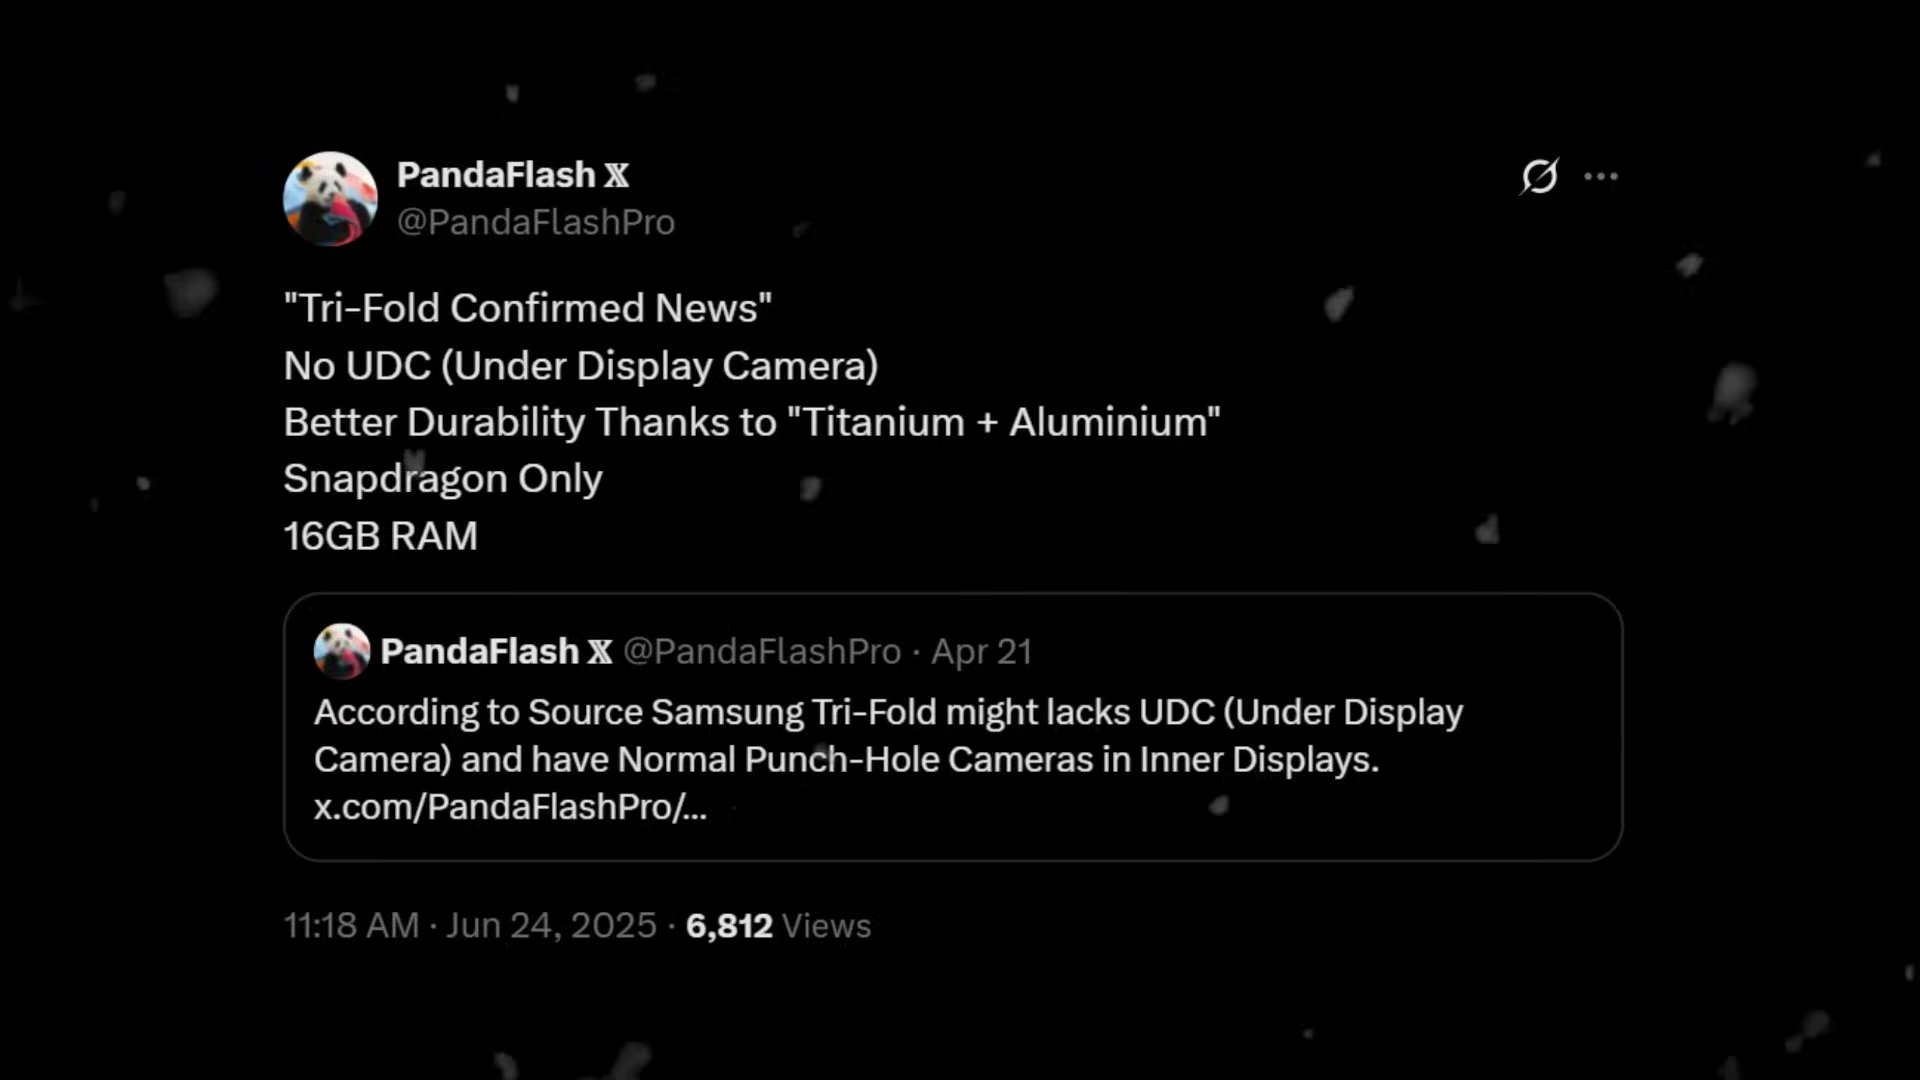 PandaFlash 𝕏
@PandaFlashPro
"Tri-Fold Confirmed News"
No UDC (Under Display Camera)
Better Durability Thanks to "Titanium + Aluminium"
Snapdragon Only
16GB RAM
PandaFlash 𝕏 @PandaFlashPro · Apr 21
According to Source Samsung Tri-Fold might lacks UDC (Under Display
Camera) and have Normal Punch-Hole Cameras in Inner Displays.
x.com/PandaFlashPro/...
11:18 AM · Jun 24, 2025 · 6,812 Views